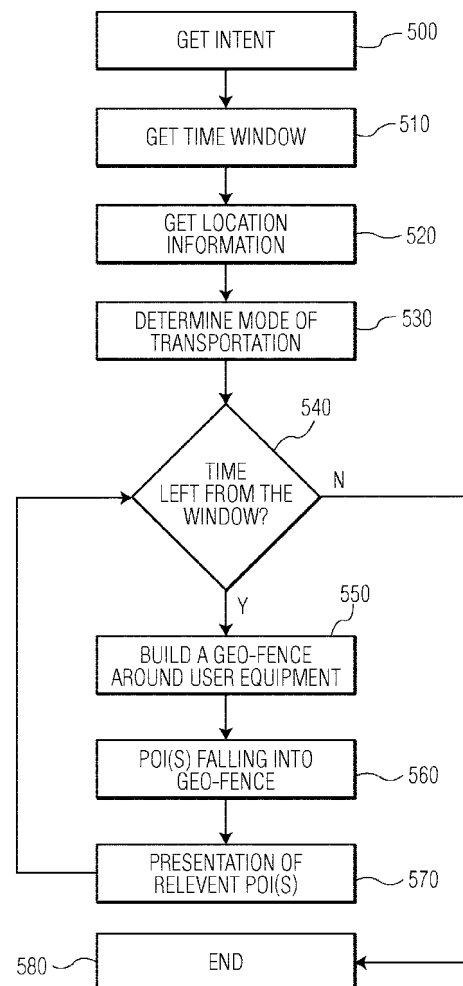 GET INTENT
500
GET TIME WINDOW
510
GET LOCATION
INFORMATION
520
DETERMINE MODE OF
TRANSPORTATION
530
540
TIME
LEFT FROM THE
WINDOW?
N
Y
550
BUILD A GEO-FENCE
AROUND USER EQUIPMENT
POI(S) FALLING INTO
GEO-FENCE
560
PRESENTATION OF
RELEVENT POI(S)
570
580
END